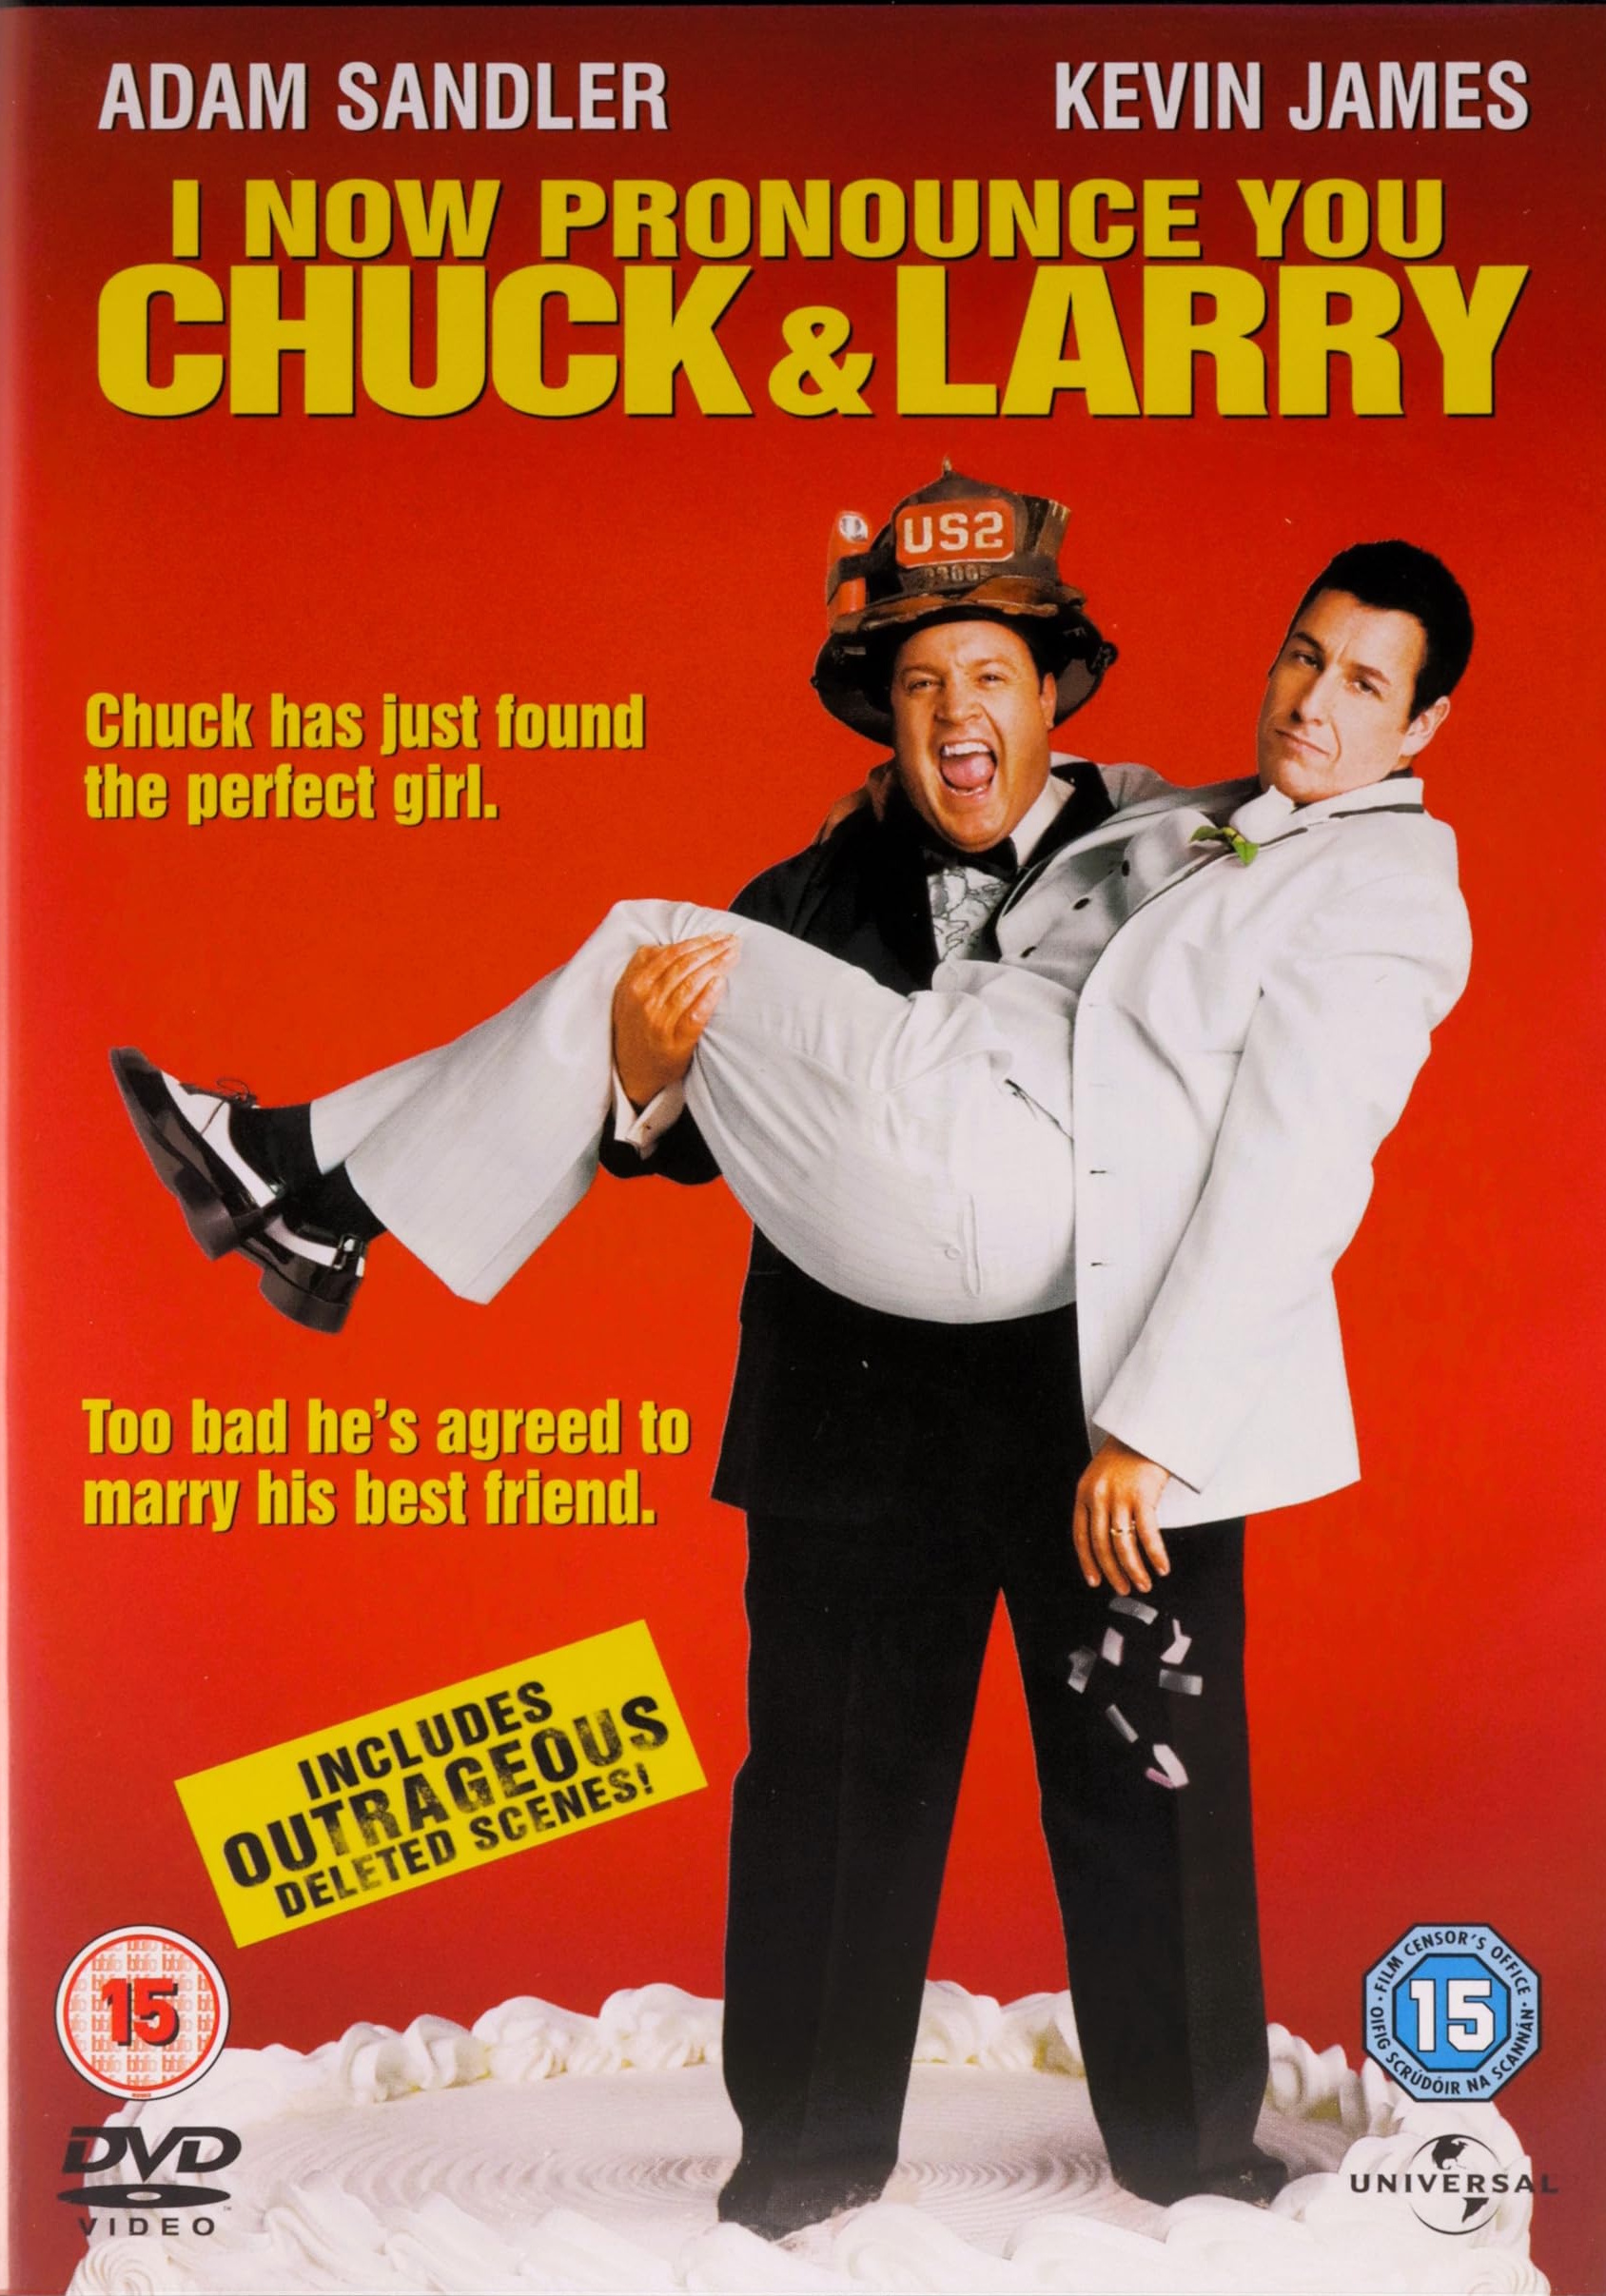 ADAM SANDLER
KEVIN JAMES
I NOW PRONOUNCE YOU
CHUCK & LARRY
US2
Chuck has just found
the perfect girl.
Too bad he's agreed to
marry his best friend.
INCLUDES
OUTRAGEOUS
DELETED SCENES!
15
FILM CENSOR'S OFFICE
15
OIFIG SCRÚDÓIR NA SCANNÁN
DVD
VIDEO
UNIVERSAL